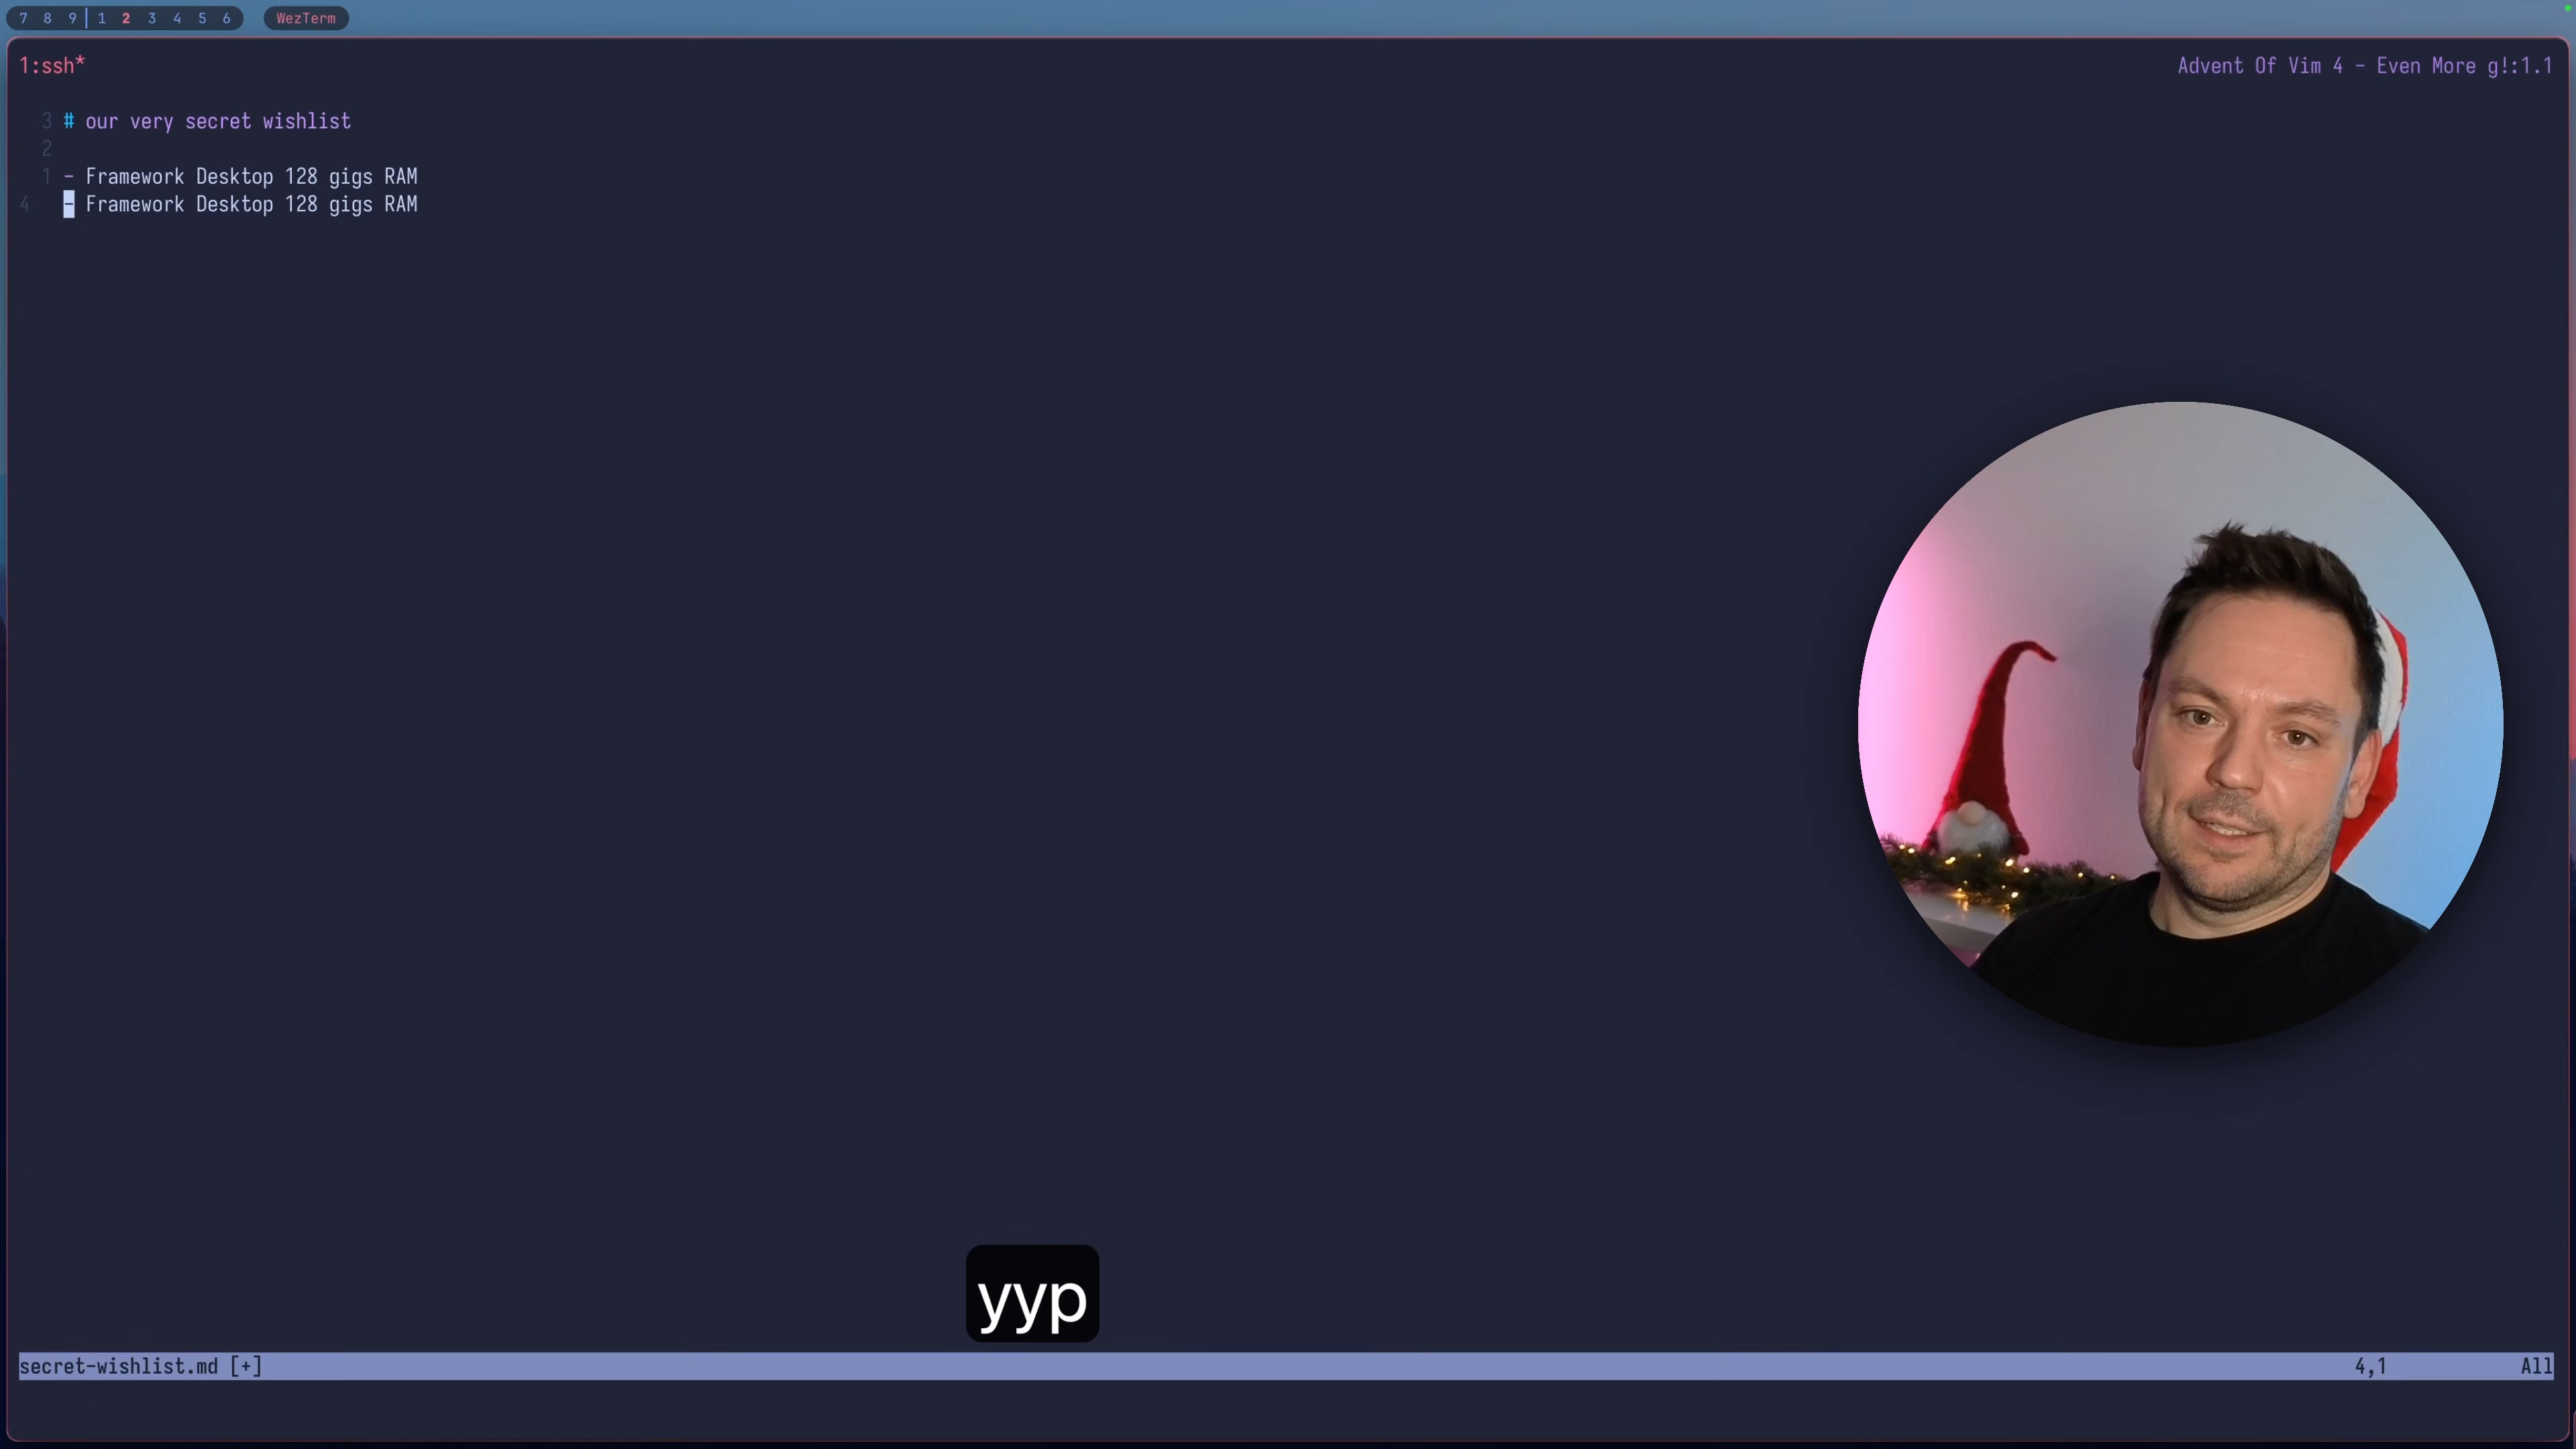 7 8 9 1 2 3 4 5 6 WezTerm
1:ssh* Advent Of Vim 4 - Even More g!:1.1
3 # our very secret wishlist
2
1 - Framework Desktop 128 gigs RAM
4 - Framework Desktop 128 gigs RAM
yyp
secret-wishlist.md [+] 4,1 All